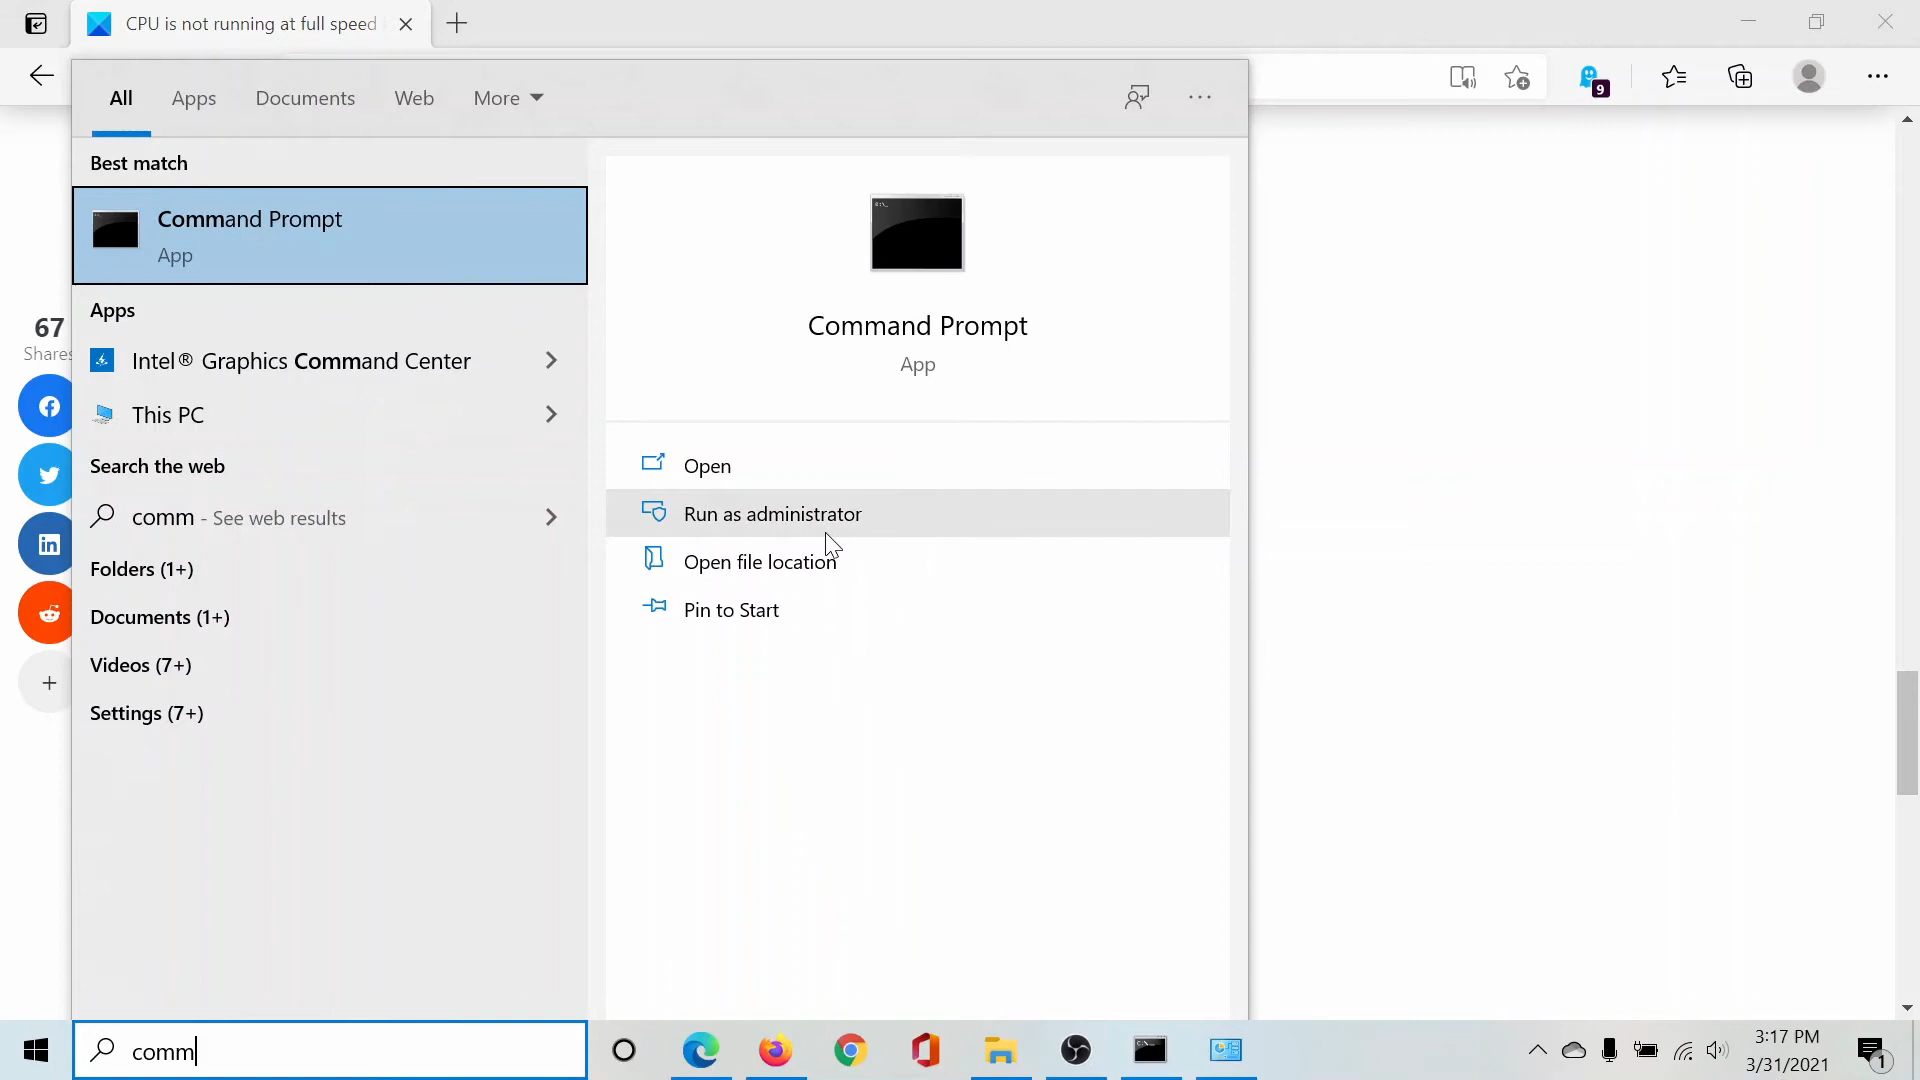 CPU is not running at full speed
9
All
Apps
Documents
Web
More
Best match
Command Prompt
App
Apps
Intel® Graphics Command Center
This PC
Search the web
comm - See web results
Folders (1+)
Documents (1+)
Videos (7+)
Settings (7+)
Command Prompt
App
Open
Run as administrator
Open file location
Pin to Start
67
Shares
comm
3:17 PM
3/31/2021
1